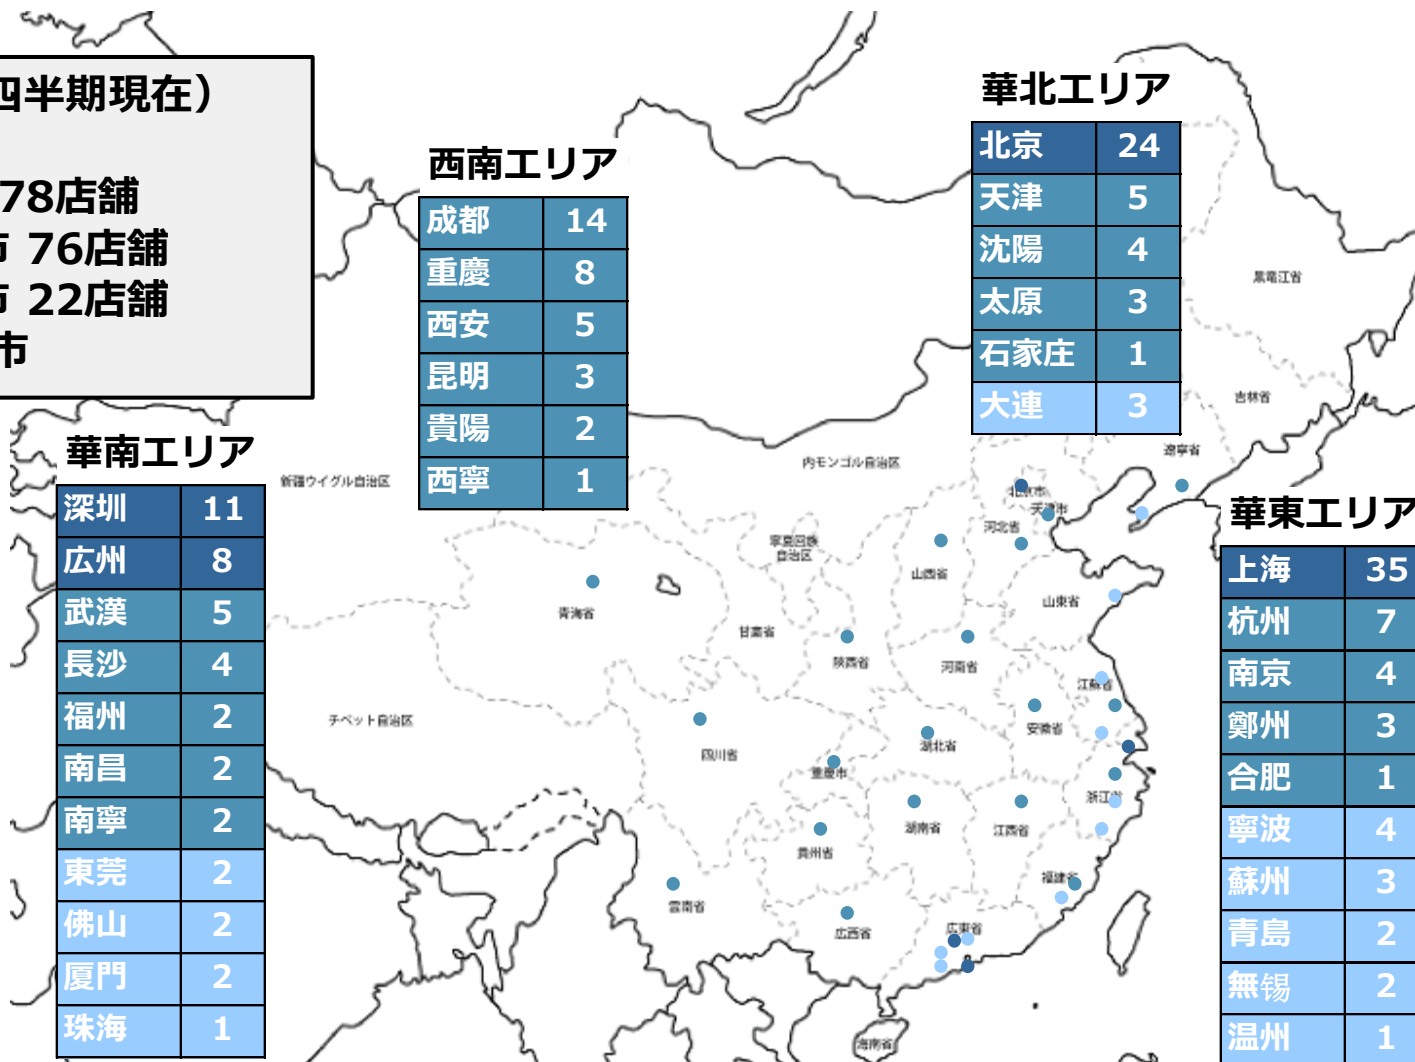 四半期現在）
78店舗
市 76店舗
市 22店舗
市
西南エリア
成都 14
重慶 8
西安 5
昆明 3
貴陽 2
西寧 1
華北エリア
北京 24
天津 5
沈陽 4
太原 3
石家庄 1
大連 3
華南エリア
深圳 11
広州 8
武漢 5
長沙 4
福州 2
南昌 2
南寧 2
東莞 2
佛山 2
厦門 2
珠海 1
華東エリア
上海 35
杭州 7
南京 4
鄭州 3
合肥 1
寧波 4
蘇州 3
青島 2
無锡 2
温州 1
黒竜江省
吉林省
遼寧省
内モンゴル自治区
新疆ウイグル自治区
北京市
天津市
河北省
寧夏回族
自治区
山西省
山東省
青海省
甘粛省
陝西省
河南省
江蘇省
チベット自治区
安徽省
湖北省
四川省
重慶市
浙江省
湖南省
江西省
貴州省
福建省
雲南省
広西省
広東省
海南省